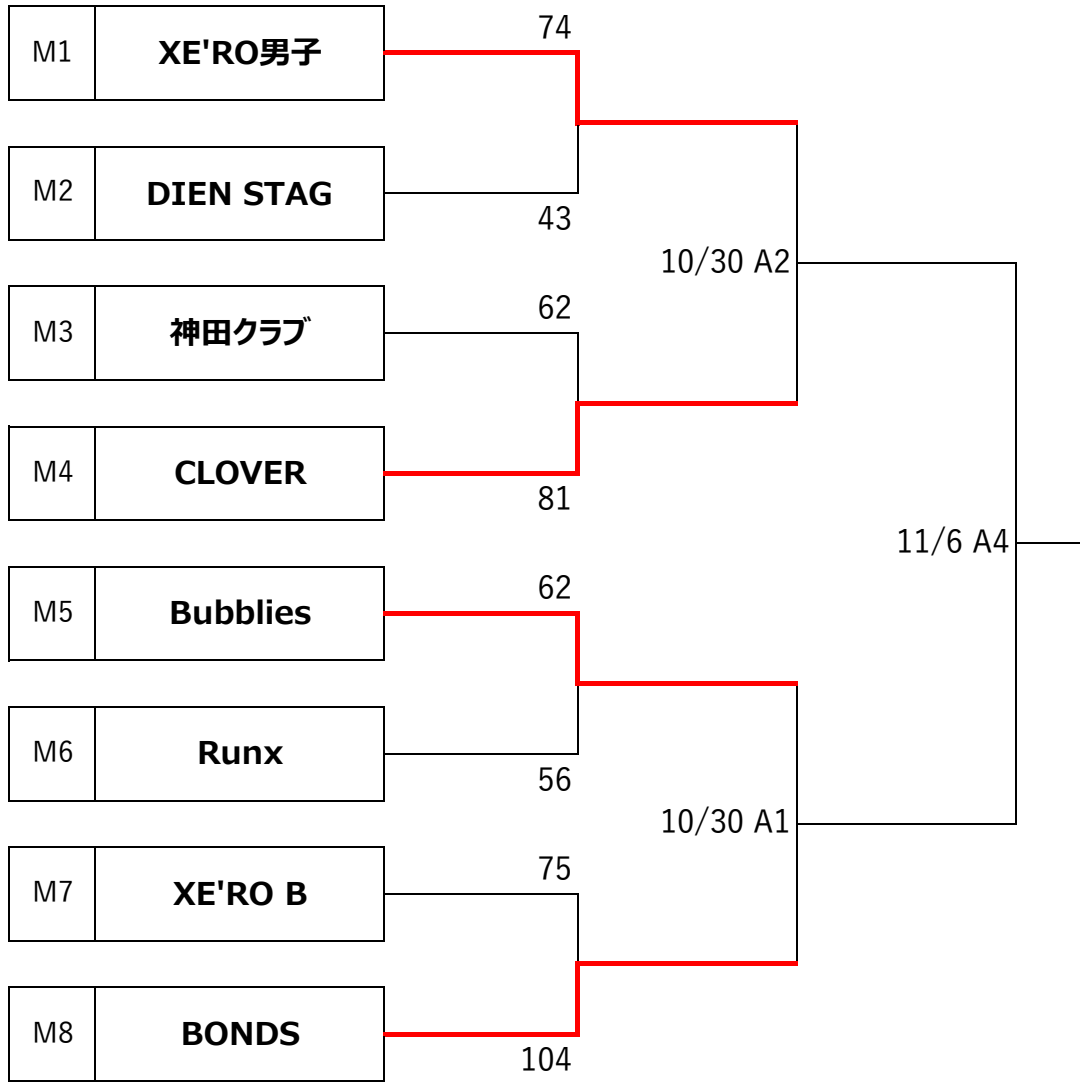 M1 XE'RO男子
74
M2 DIEN STAG
43
10/30 A2
M3 神田クラブ
62
M4 CLOVER
81
11/6 A4
M5 Bubblies
62
M6 Runx
56
10/30 A1
M7 XE'RO B
75
M8 BONDS
104